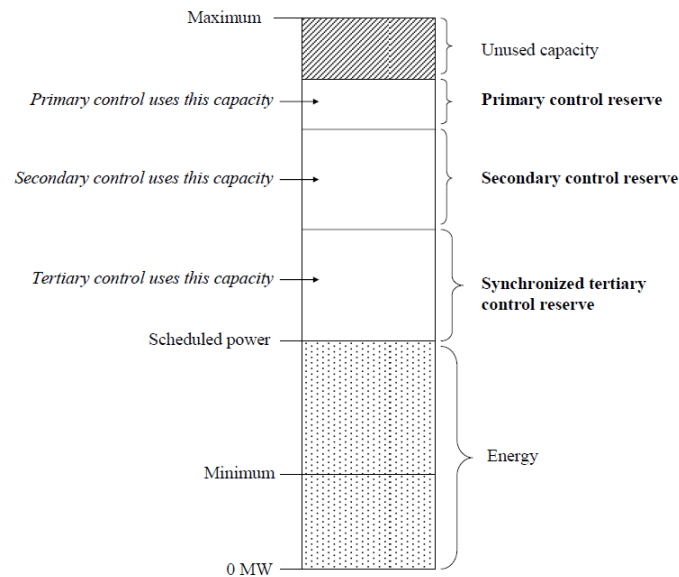 Maximum
Unused capacity
Primary control uses this capacity
Primary control reserve
Secondary control uses this capacity
Secondary control reserve
Tertiary control uses this capacity
Synchronized tertiary
control reserve
Scheduled power
Energy
Minimum
0 MW